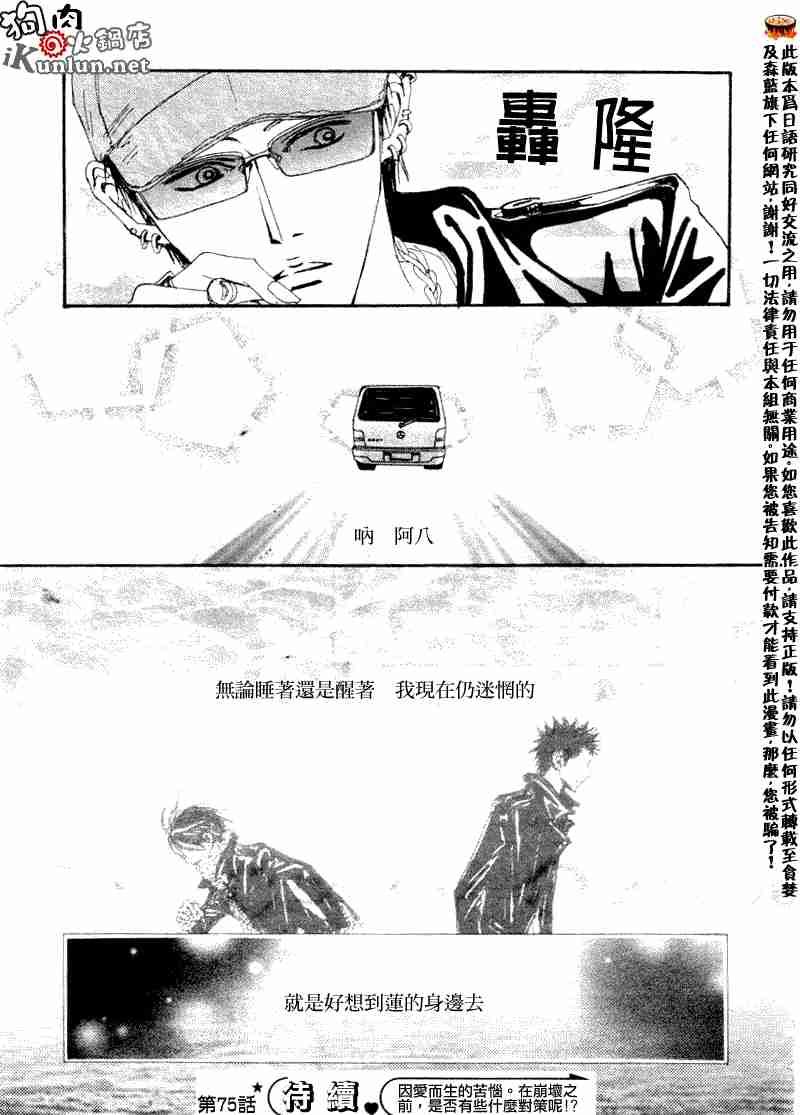 狗肉
火鍋店
iKunlun.net
轟隆
吶 阿八
無論睡著還是醒著 我現在仍迷惘的
就是好想到蓮的身邊去
第75話
待續
因愛而生的苦惱。在崩壞之
前，是否有些什麼對策呢!?
此版本爲日語研究同好交流之用，請勿用于任何商業用途。如您喜歡此作品，請支持正版！請勿以任何形式轉載至貪婪
及森藍旗下任何網站，謝謝！一切法律責任與本組無關。如果您被告知需要付款才能看到此漫畫，那麼，您被騙了！